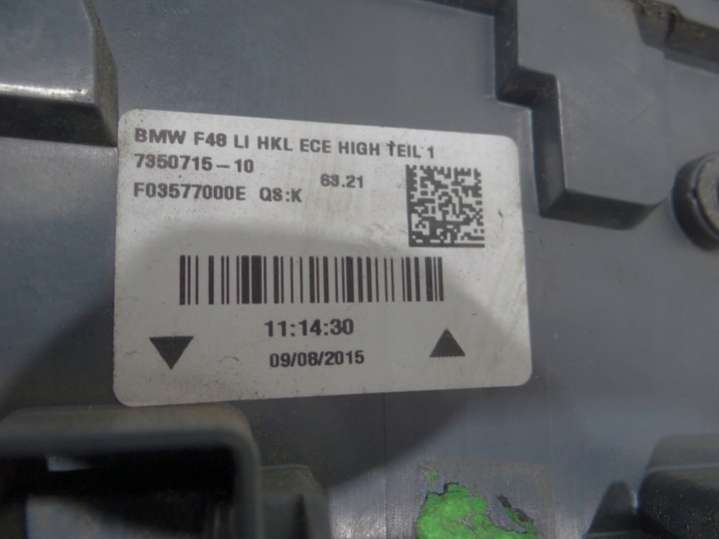 BMW F48 LI HKL ECE HIGH TEIL 1
7350715-10
63.21
F03577000E QS:K
11:14:30
09/08/2015